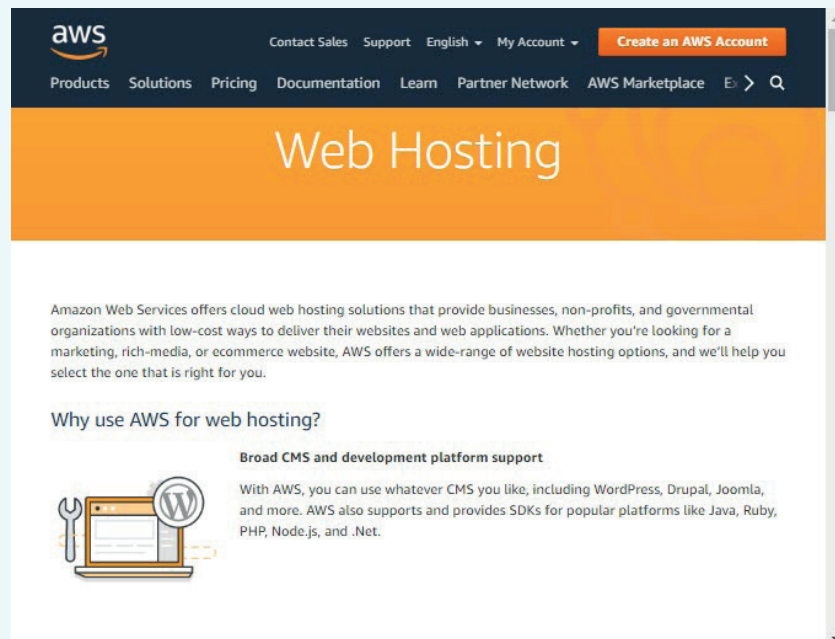 aws
Contact Sales Support English My Account Create an AWS Account
Products Solutions Pricing Documentation Learn Partner Network AWS Marketplace
Web Hosting
Amazon Web Services offers cloud web hosting solutions that provide businesses, non-profits, and governmental
organizations with low-cost ways to deliver their websites and web applications. Whether you're looking for a
marketing, rich-media, or ecommerce website, AWS offers a wide-range of website hosting options, and we'll help you
select the one that is right for you.
Why use AWS for web hosting?
Broad CMS and development platform support
With AWS, you can use whatever CMS you like, including WordPress, Drupal, Joomla,
and more. AWS also supports and provides SDKs for popular platforms like Java, Ruby,
PHP, Node.js, and .Net.